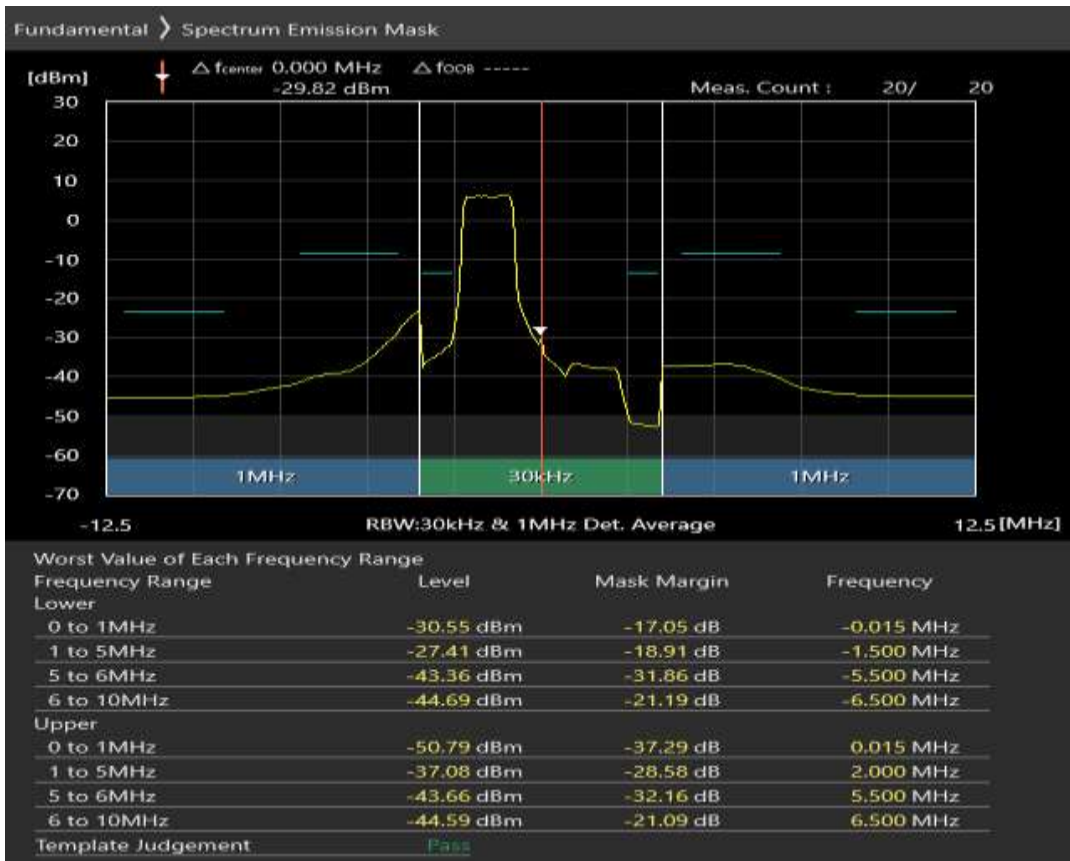 Fundamental ❯ Spectrum Emission Mask
[dBm] △ fcenter 0.000 MHz △ fOOB -----
-29.82 dBm Meas. Count : 20/ 20
30
20
10
0
-10
-20
-30
-40
-50
-60
-70
1MHz 30kHz 1MHz
-12.5 RBW:30kHz & 1MHz Det. Average 12.5 [MHz]
Worst Value of Each Frequency Range
Frequency Range Level Mask Margin Frequency
Lower
0 to 1MHz -30.55 dBm -17.05 dB -0.015 MHz
1 to 5MHz -27.41 dBm -18.91 dB -1.500 MHz
5 to 6MHz -43.36 dBm -31.86 dB -5.500 MHz
6 to 10MHz -44.69 dBm -21.19 dB -6.500 MHz
Upper
0 to 1MHz -50.79 dBm -37.29 dB 0.015 MHz
1 to 5MHz -37.08 dBm -28.58 dB 2.000 MHz
5 to 6MHz -43.66 dBm -32.16 dB 5.500 MHz
6 to 10MHz -44.59 dBm -21.09 dB 6.500 MHz
Template Judgement Pass